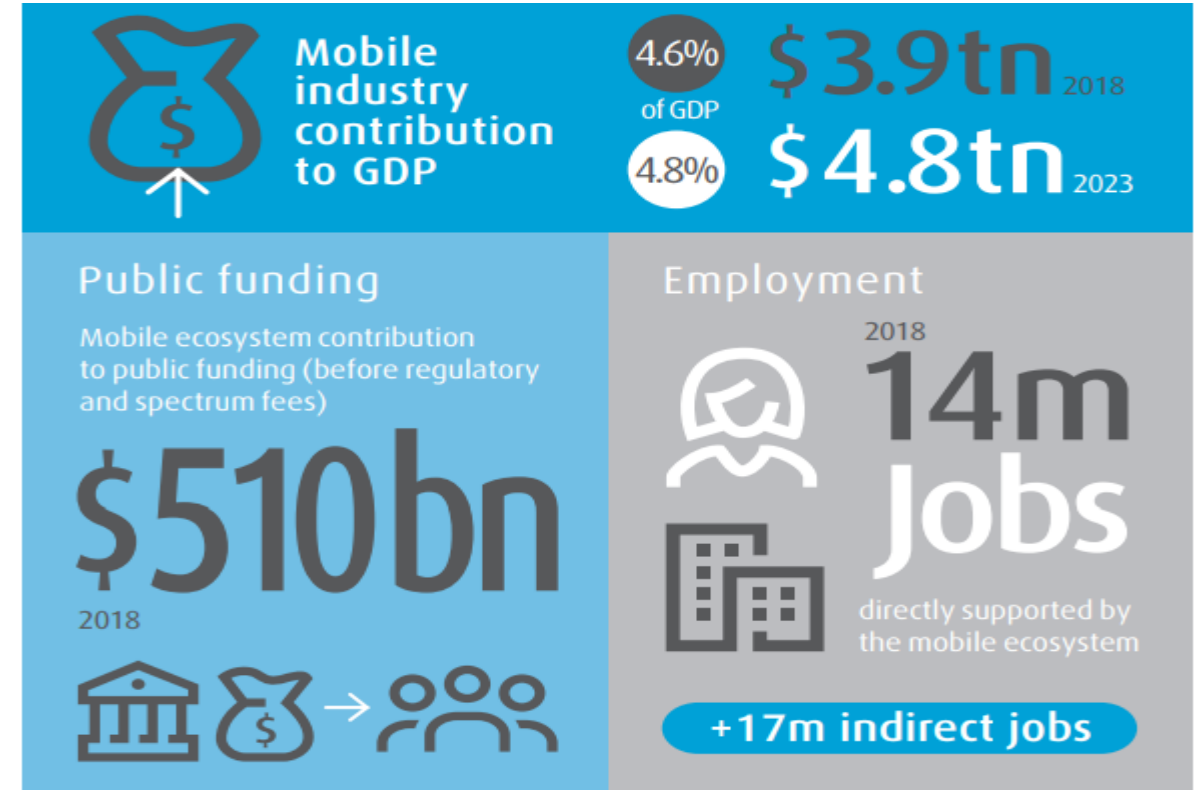 Mobile
industry
contribution
to GDP
4.6%
of GDP
4.8%
$3.9tn 2018
$4.8tn 2023
Public funding
Mobile ecosystem contribution
to public funding (before regulatory
and spectrum fees)
$510bn
2018
Employment
2018
14m
Jobs
directly supported by
the mobile ecosystem
+17m indirect jobs
$
$